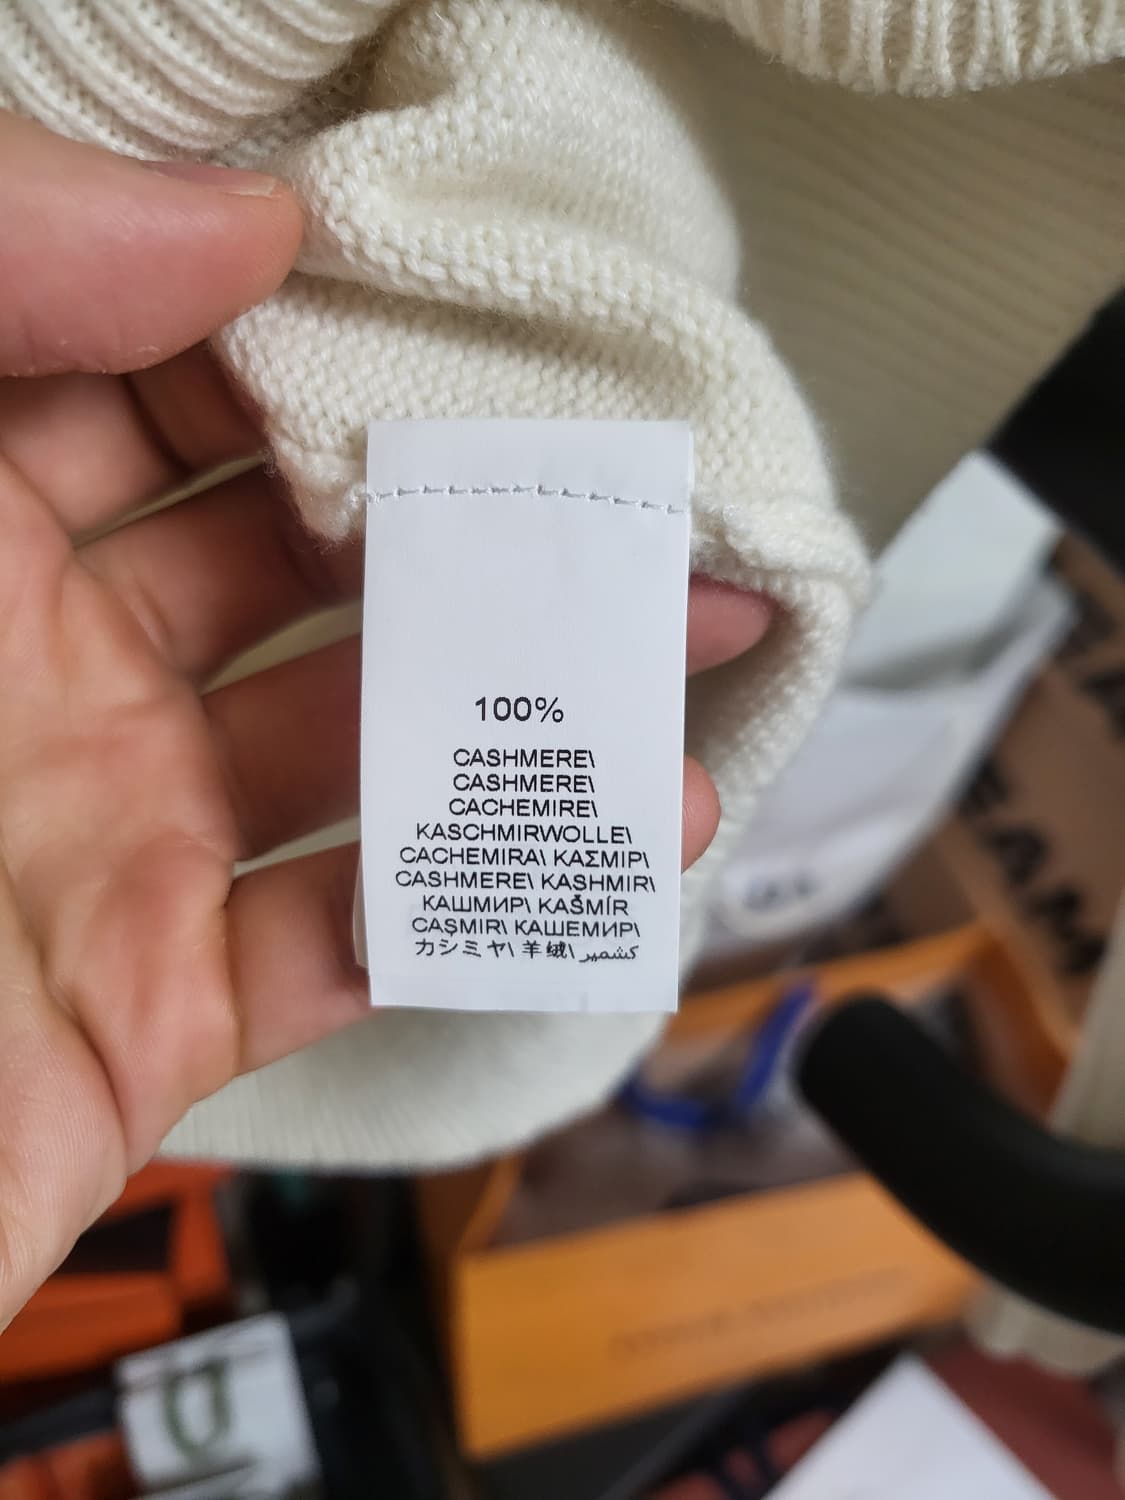 100%
CASHMERE\
CASHMERE\
CACHEMIRE\
KASCHMIRWOLLE\
CACHEMIRA\ ΚΑΣΜΙΡ\
CASHMERE\ KASHMIR\
КАШМИР\ KAŠMÍR
CAȘMIR\ КАШЕМИР\
カシミヤ\ 羊绒\ كشمير